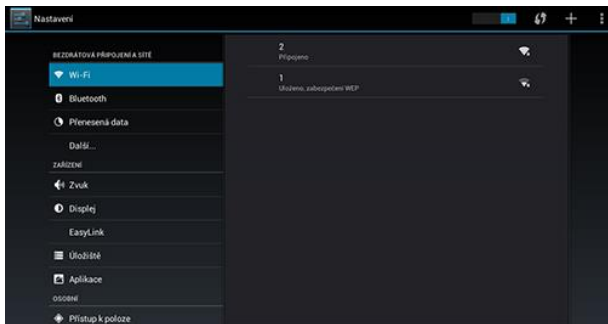 Nastavení
BEZDRÁTOVÁ PŘIPOJENÍ A SÍTĚ
Wi-Fi
Bluetooth
Přenesená data
Další...
ZAŘÍZENÍ
Zvuk
Displej
EasyLink
Úložiště
Aplikace
OSOBNÍ
Přístup k poloze
2
Připojeno
1
Uloženo, zabezpečení WEP